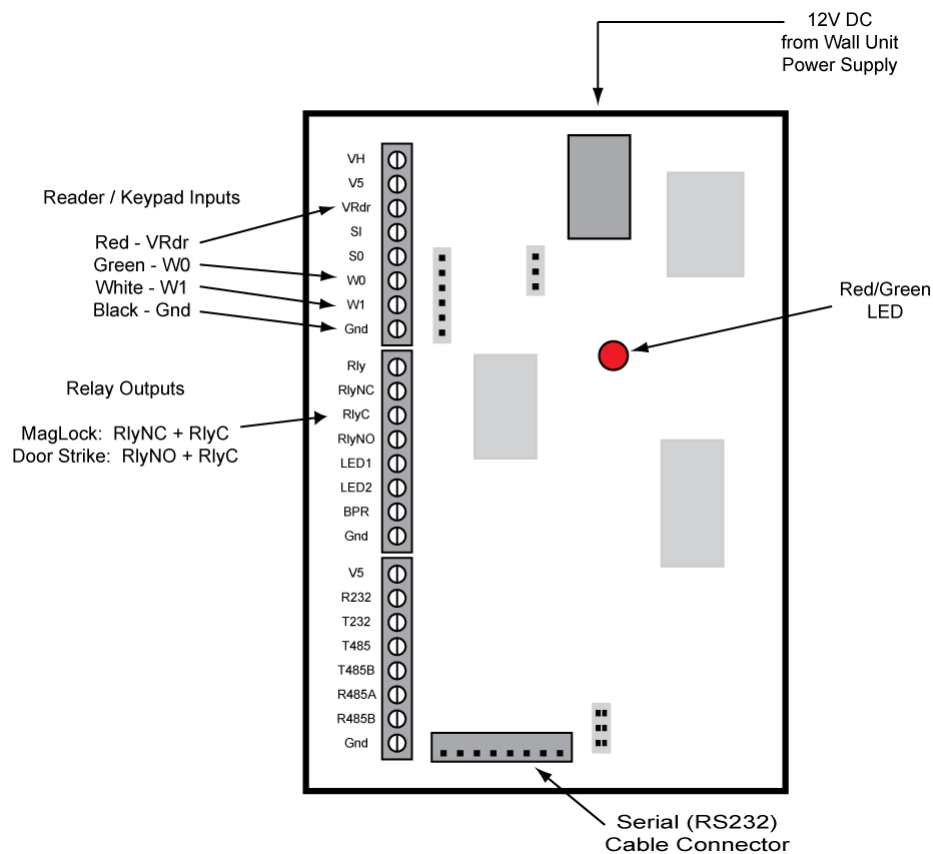 12V DC
from Wall Unit
Power Supply
Reader / Keypad Inputs
Red - VRdr
Green - W0
White - W1
Black - Gnd
Relay Outputs
MagLock: RlyNC + RlyC
Door Strike: RlyNO + RlyC
VH
V5
VRdr
SI
S0
W0
W1
Gnd
Rly
RlyNC
RlyC
RlyNO
LED1
LED2
BPR
Gnd
V5
R232
T232
T485
T485B
R485A
R485B
Gnd
Red/Green
LED
Serial (RS232)
Cable Connector